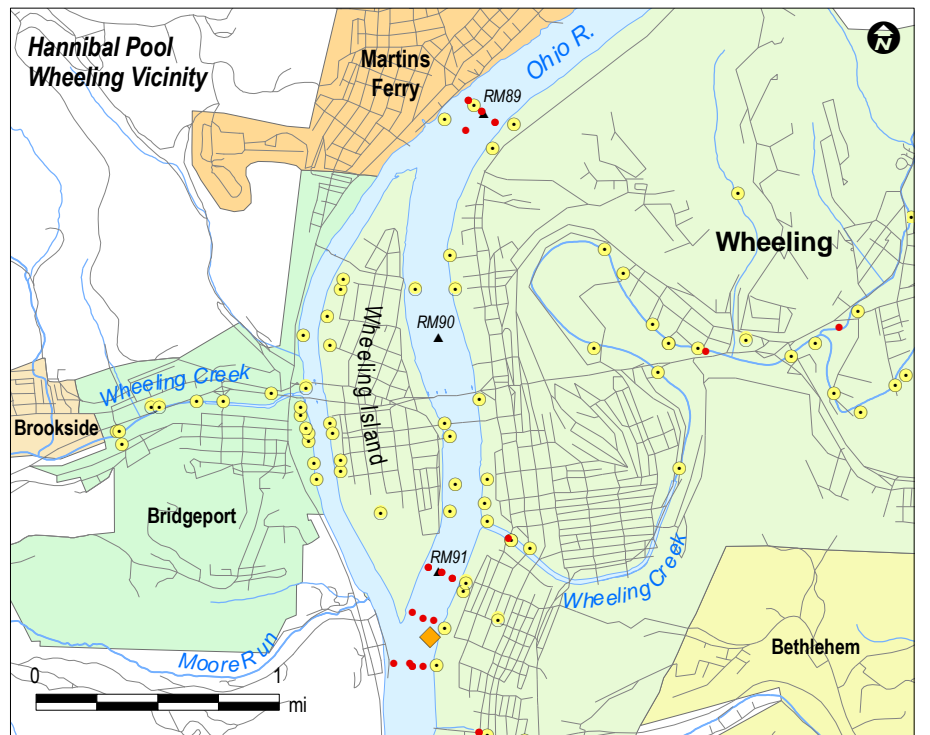 Hannibal Pool
Wheeling Vicinity
Martins
Ferry
Ohio R.
N
RM89
Wheeling
RM90
Wheeling Island
Wheeling Creek
Brookside
Bridgeport
RM91
Wheeling Creek
Moore Run
Bethlehem
0 1
mi